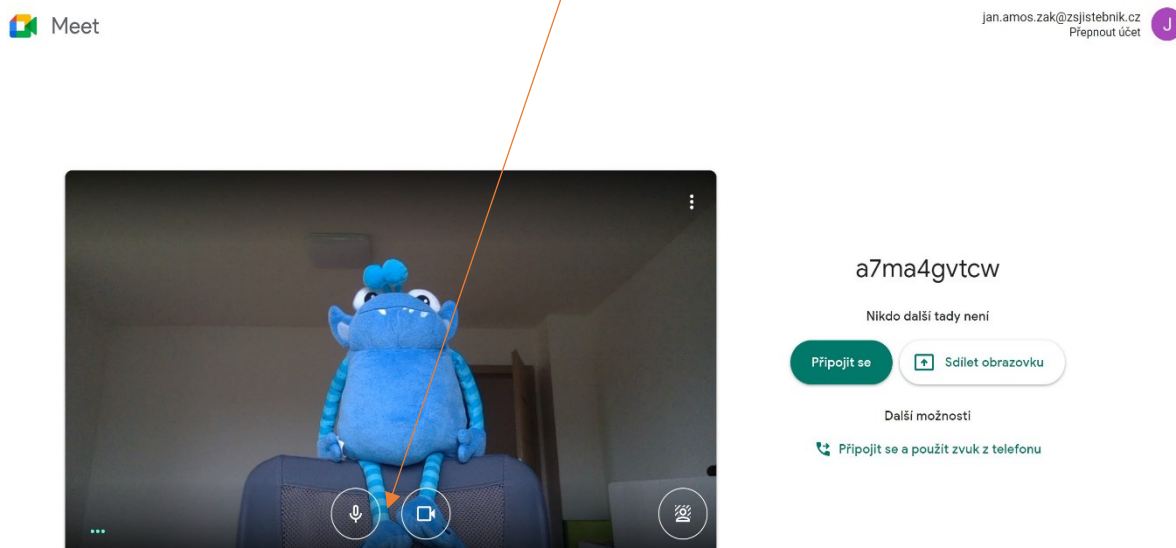 Meet
jan.amos.zak@zsjistebnik.cz
Přepnout účet
J
a7ma4gvtcw
Nikdo další tady není
Připojit se
Sdílet obrazovku
Další možnosti
Připojit se a použít zvuk z telefonu